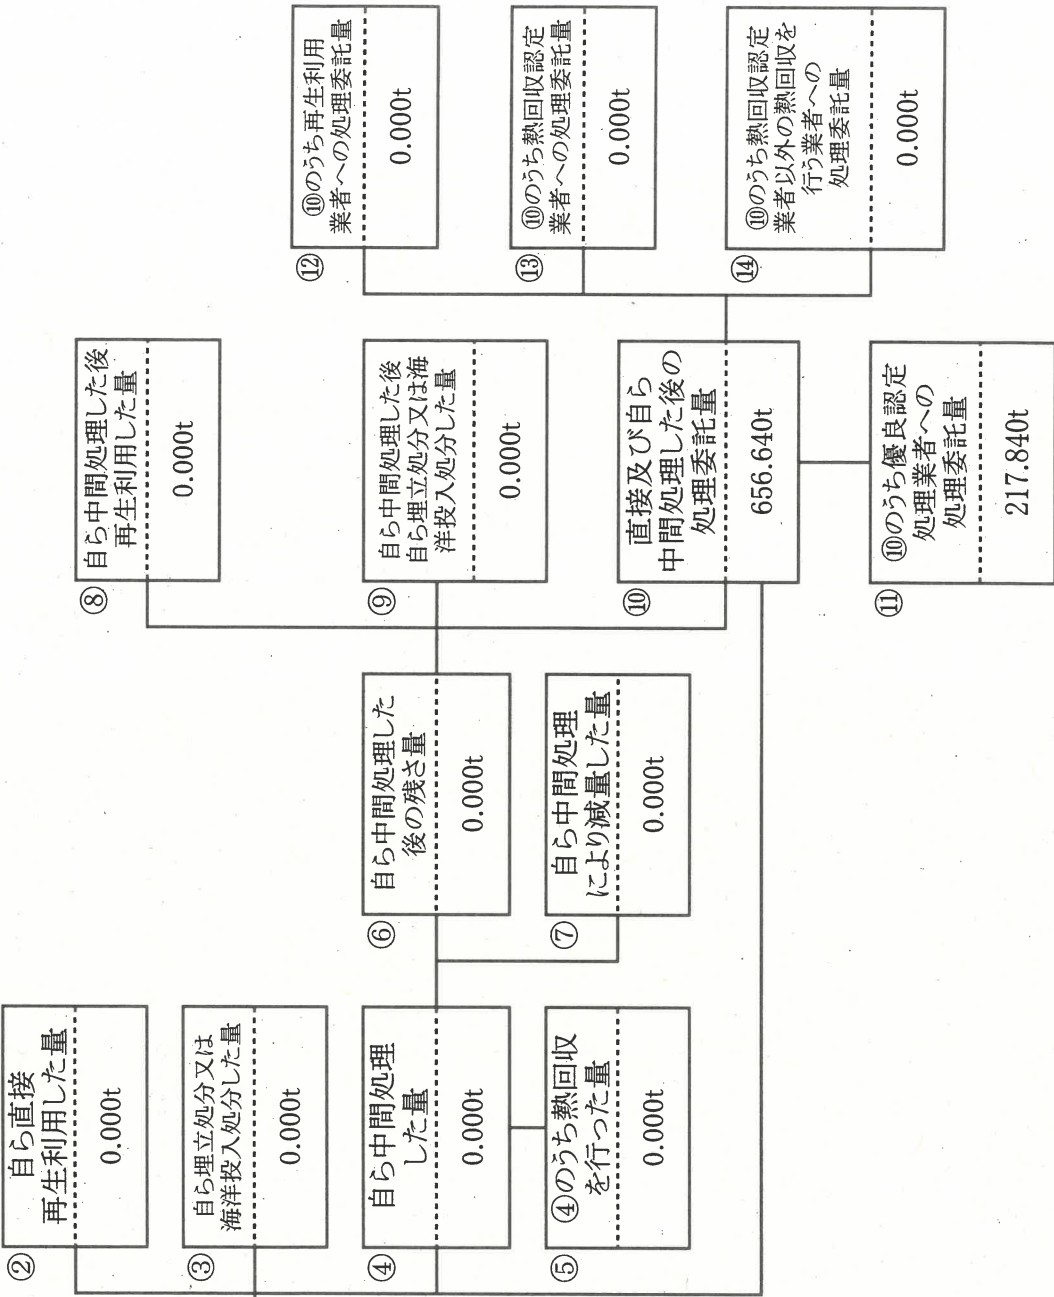 ②
自ら直接
再生利用した量
0.000t
③
自ら埋立処分又は
海洋投入処分した量
0.000t
④
自ら中間処理
した量
0.000t
⑤
④のうち熱回収
を行った量
0.000t
⑥
自ら中間処理した
後の残さ量
0.000t
⑦
自ら中間処理
により減量した量
0.000t
⑧
自ら中間処理した後
再生利用した量
0.000t
⑨
自ら中間処理した後
自ら埋立処分又は海
洋投入処分した量
0.000t
⑩
直接及び自ら
中間処理した後の
処理委託量
656.640t
⑪
⑩のうち優良認定
処理業者への
処理委託量
217.840t
⑫
⑩のうち再生利用
業者への処理委託量
0.000t
⑬
⑩のうち熱回収認定
業者への処理委託量
0.000t
⑭
⑩のうち熱回収認定
業者以外の熱回収を
行う業者への
処理委託量
0.000t